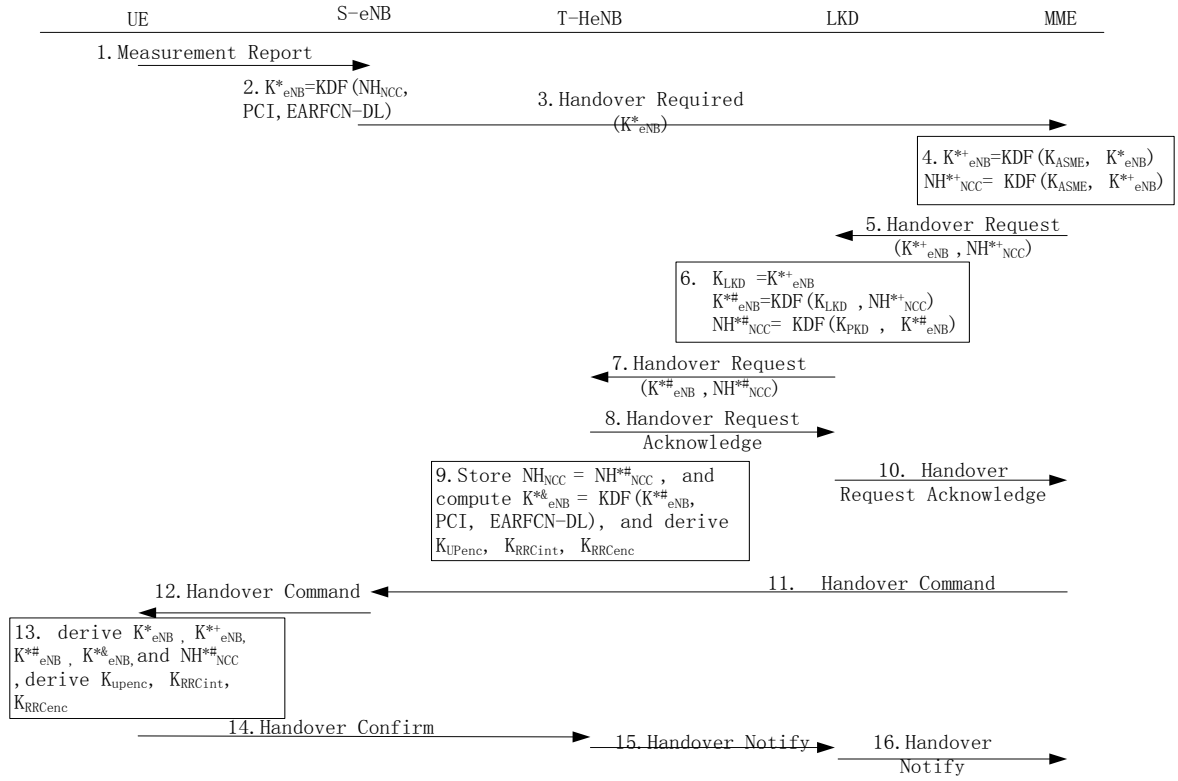 UE S-eNB T-HeNB LKD MME
1.Measurement Report
2.K*eNB=KDF(NHNCC,
PCI,EARFCN-DL)
3.Handover Required
(K*eNB)
4.K*+eNB=KDF(KASME, K*eNB)
NH*+NCC= KDF(KASME, K*+eNB)
5.Handover Request
(K*+eNB ,NH*+NCC)
6. KLKD =K*+eNB
K*#eNB=KDF(KLKD ,NH*+NCC)
NH*#NCC= KDF(KPKD , K*#eNB)
7.Handover Request
(K*#eNB ,NH*#NCC)
8.Handover Request
Acknowledge
9.Store NHNCC = NH*#NCC , and
compute K*&eNB = KDF(K*#eNB,
PCI, EARFCN-DL), and derive
KUPenc, KRRCint, KRRCenc
10. Handover
Request Acknowledge
11. Handover Command
12.Handover Command
13. derive K*eNB , K*+eNB,
K*#eNB , K*&eNB,and NH*#NCC
,derive Kupenc, KRRCint,
KRRCenc
14.Handover Confirm
15.Handover Notify
16.Handover
Notify